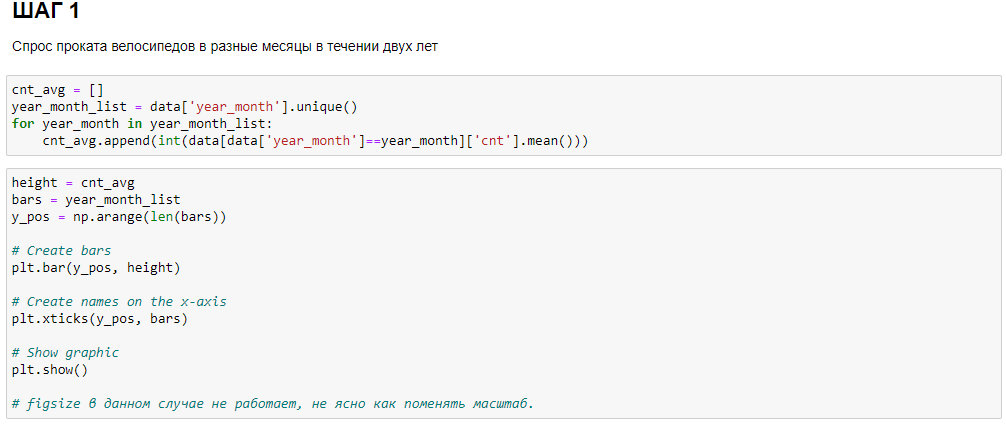 ШАГ 1
Спрос проката велосипедов в разные месяцы в течении двух лет
cnt_avg = []
year_month_list = data['year_month'].unique()
for year_month in year_month_list:
    cnt_avg.append(int(data[data['year_month']==year_month]['cnt'].mean()))
height = cnt_avg
bars = year_month_list
y_pos = np.arange(len(bars))
# Create bars
plt.bar(y_pos, height)
# Create names on the x-axis
plt.xticks(y_pos, bars)
# Show graphic
plt.show()
# figsize в данном случае не работает, не ясно как поменять масштаб.